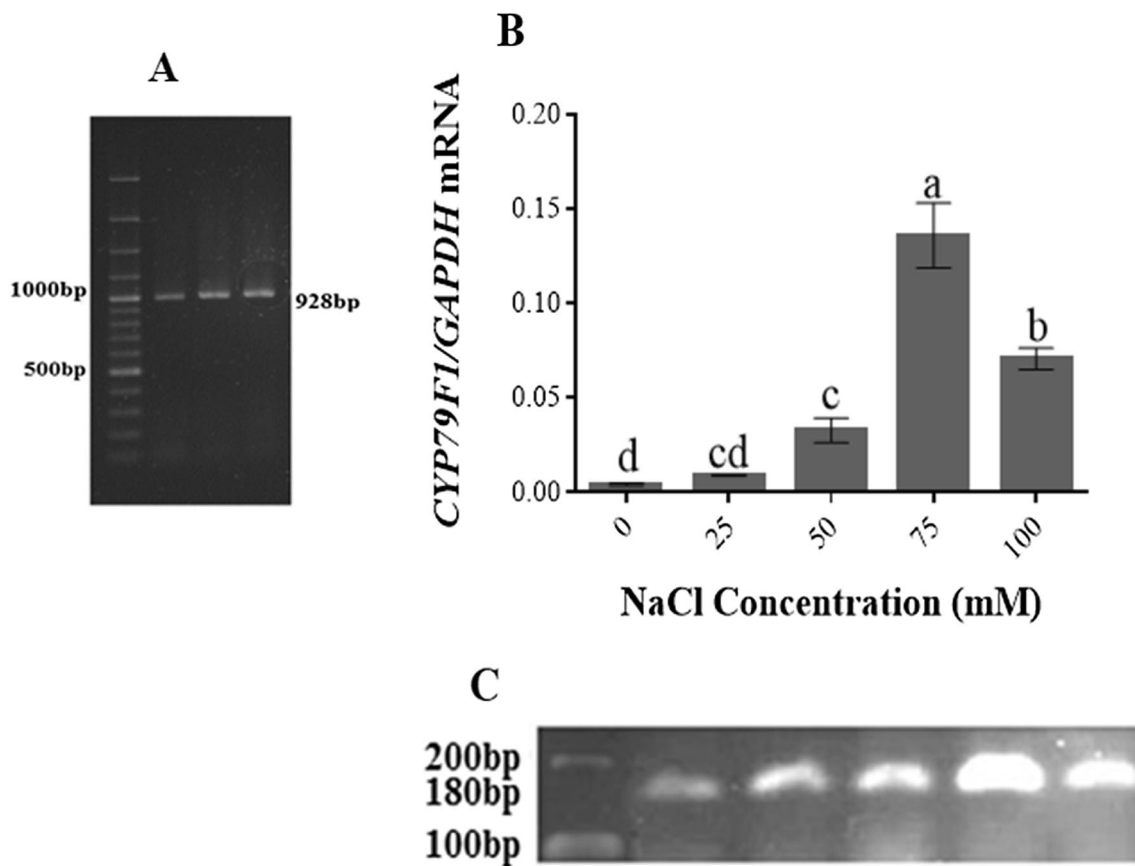 A
1000bp
500bp
928bp
B
CYP79F1/GAPDH mRNA
0.20
0.15
0.10
0.05
0.00
d
cd
c
a
b
0
25
50
75
100
NaCl Concentration (mM)
C
200bp
180bp
100bp